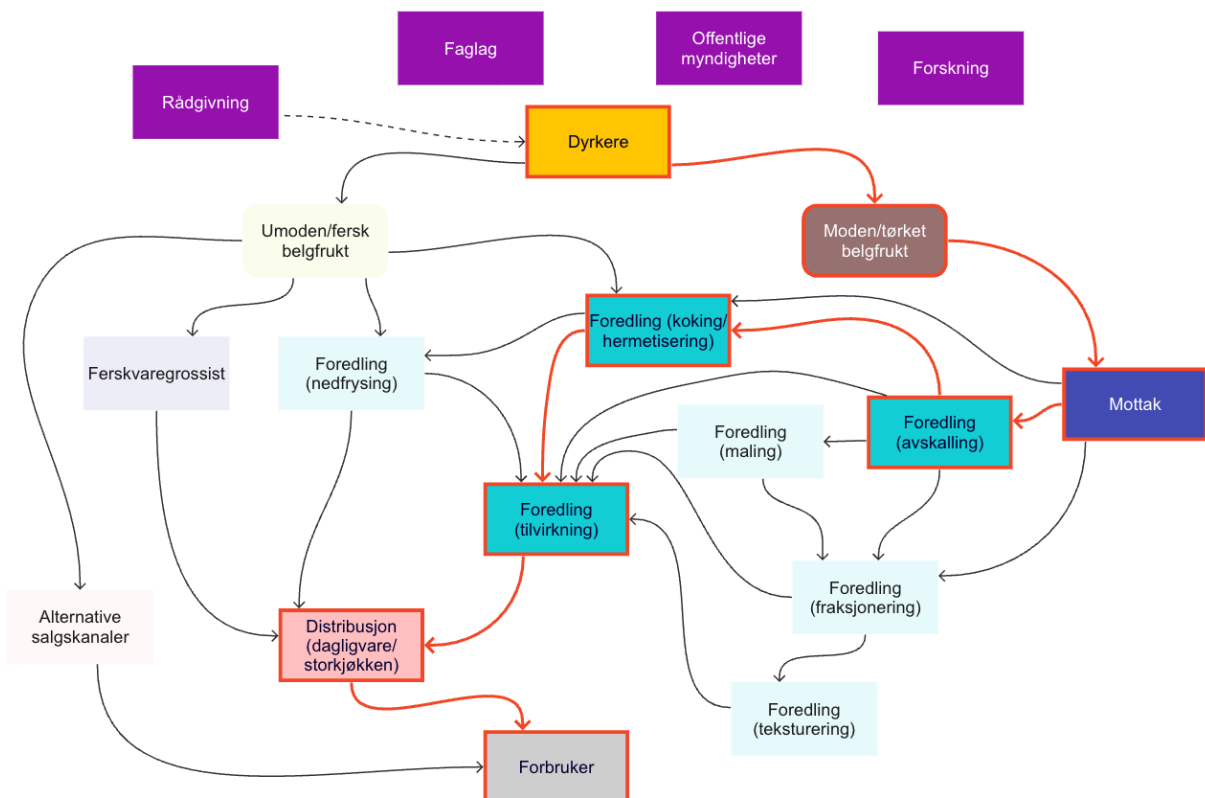 Faglag
Offentlige
myndigheter
Forskning
Rådgivning
Dyrkere
Umoden/fersk
belgfrukt
Moden/tørket
belgfrukt
Foredling (koking/
hermetisering)
Ferskvaregrossist
Foredling
(nedfrysing)
Mottak
Foredling
(maling)
Foredling
(avskalling)
Foredling
(tilvirkning)
Foredling
(fraksjonering)
Alternative
salgskanaler
Distribusjon
(dagligvare/
storkjøkken)
Foredling
(teksturering)
Forbruker